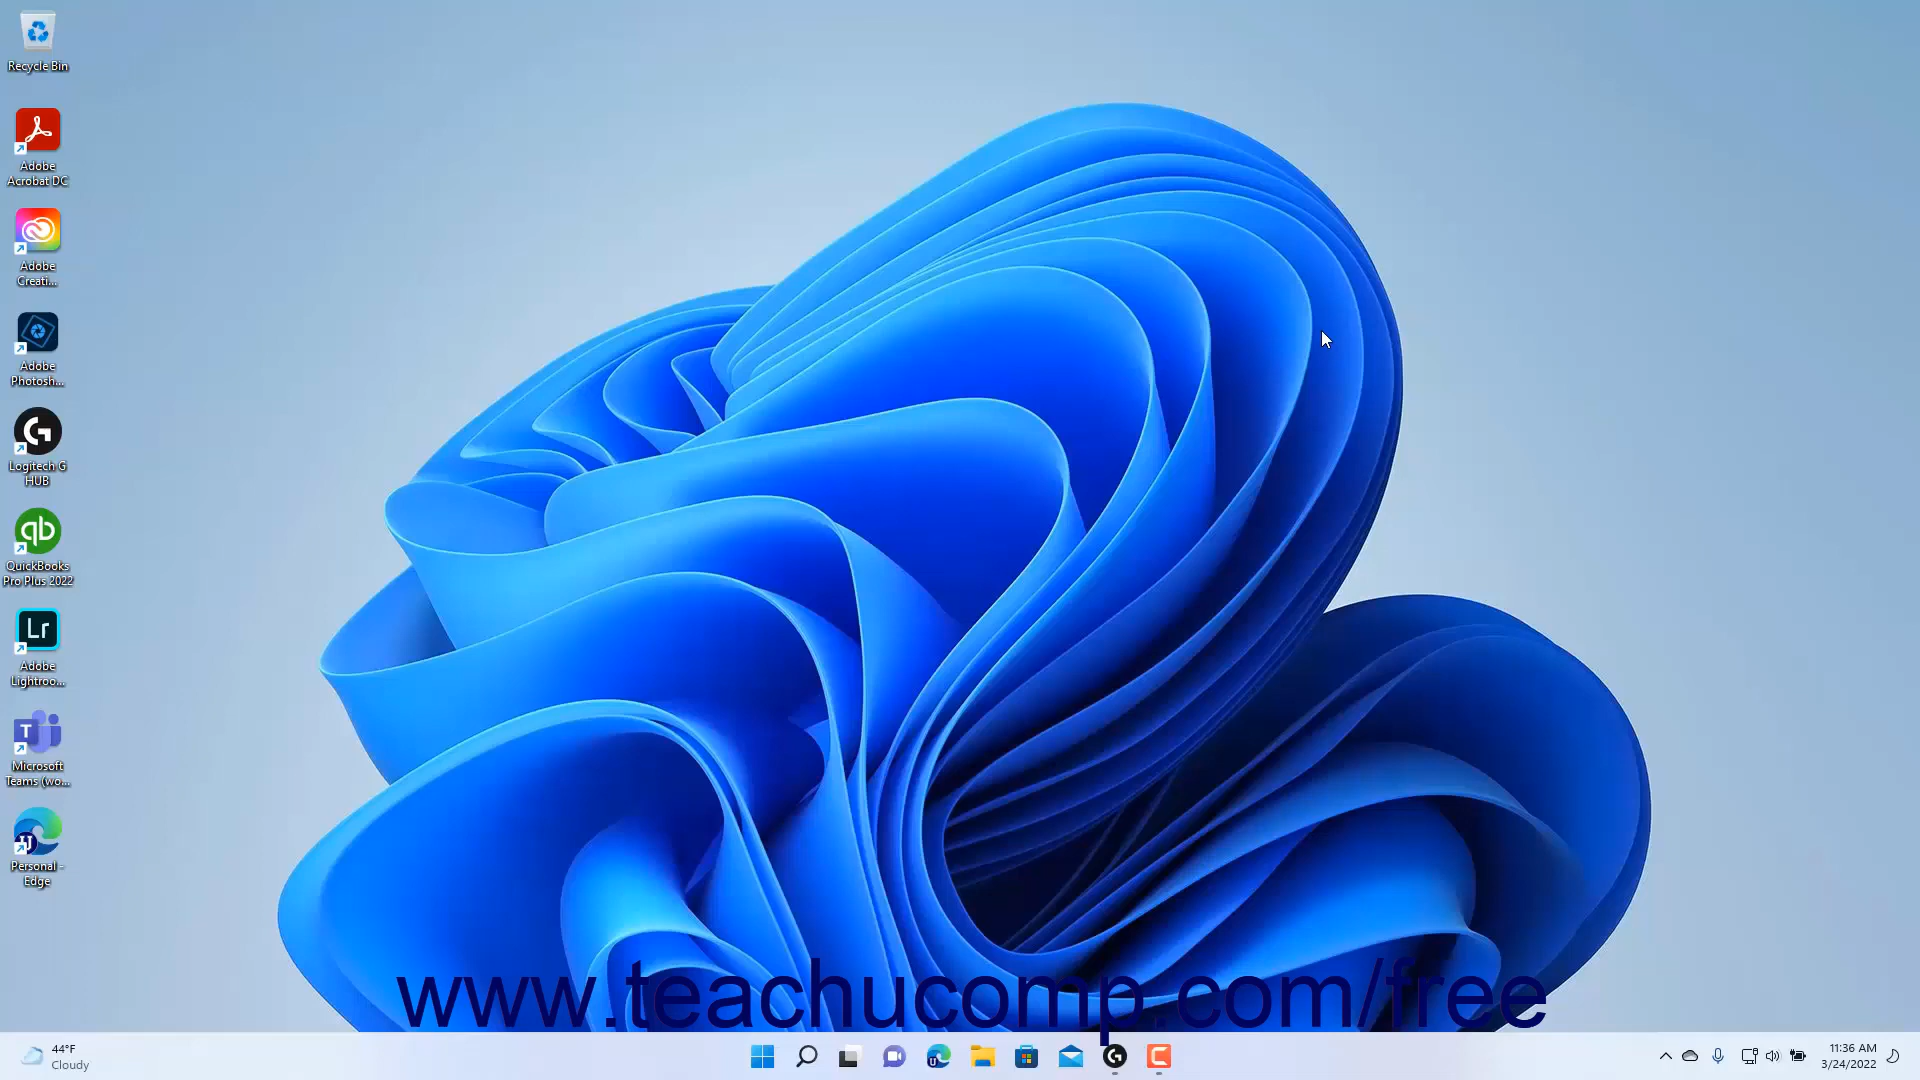 Recycle Bin
Adobe
Acrobat DC
Adobe
Creati...
Adobe
Photosh...
Logitech G
HUB
QuickBooks
Pro Plus 2022
Lr
Adobe
Lightroo...
T
Microsoft
Teams (wo...
Personal -
Edge
www.teachucomp.com/free
44°F
Cloudy
11:36 AM
3/24/2022